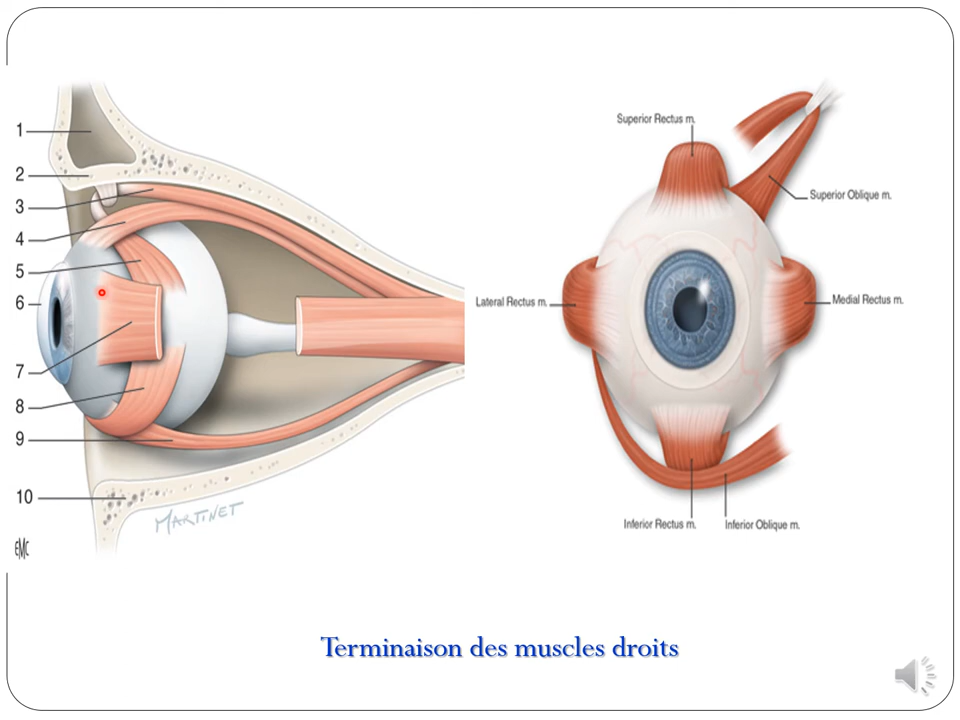 1
2
3
4
5
6
7
8
9
10
MARTINET
EMC
Superior Rectus m.
Superior Oblique m.
Lateral Rectus m.
Medial Rectus m.
Inferior Rectus m.
Inferior Oblique m.
Terminaison des muscles droits